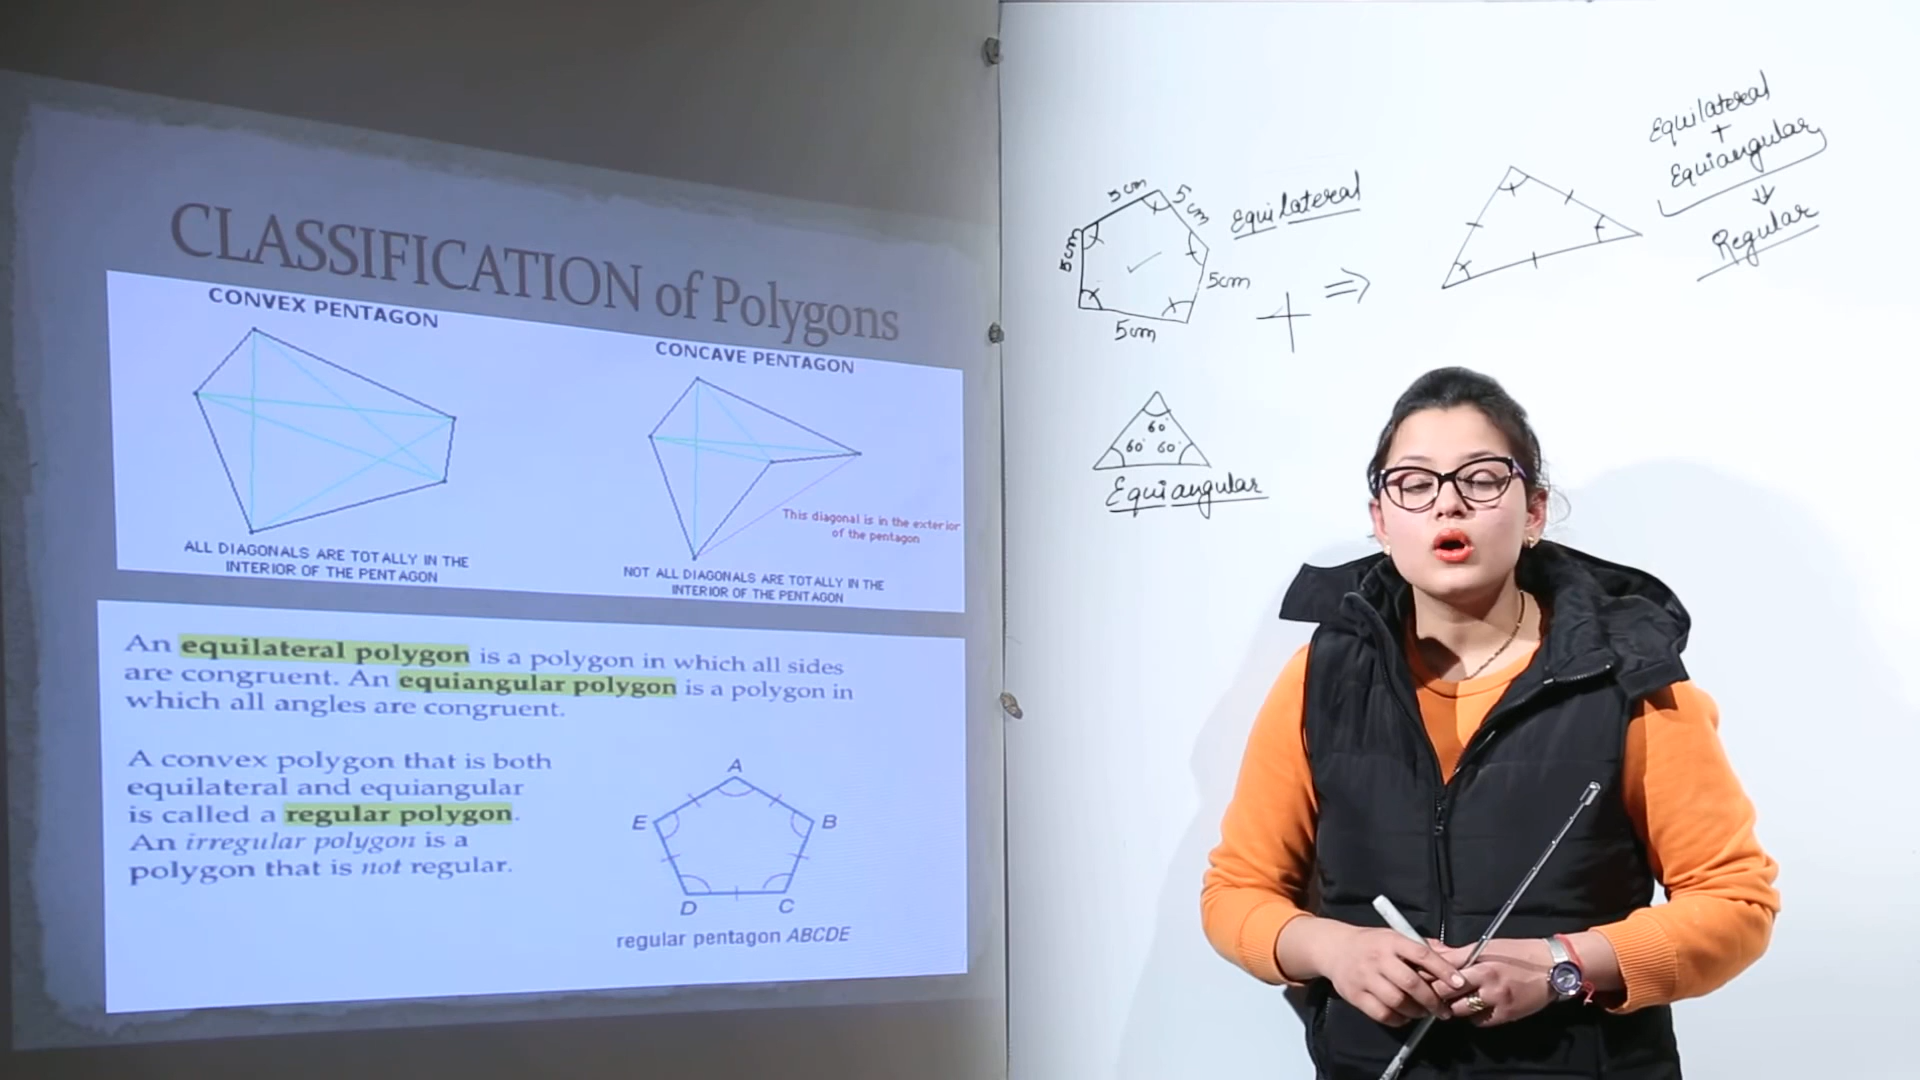 CLASSIFICATION of Polygons
CONVEX PENTAGON
ALL DIAGONALS ARE TOTALLY IN THE
INTERIOR OF THE PENTAGON
CONCAVE PENTAGON
This diagonal is in the exterior
of the pentagon
NOT ALL DIAGONALS ARE TOTALLY IN THE
INTERIOR OF THE PENTAGON
An equilateral polygon is a polygon in which all sides
are congruent. An equiangular polygon is a polygon in
which all angles are congruent.
A convex polygon that is both
equilateral and equiangular
is called a regular polygon.
An irregular polygon is a
polygon that is not regular.
A
E
B
D
C
regular pentagon ABCDE
5cm
5cm
5cm
5cm
5cm
Equilateral
+ ⇒
60°
60° 60°
Equiangular
Equilateral
+
Equiangular
⇓
Regular